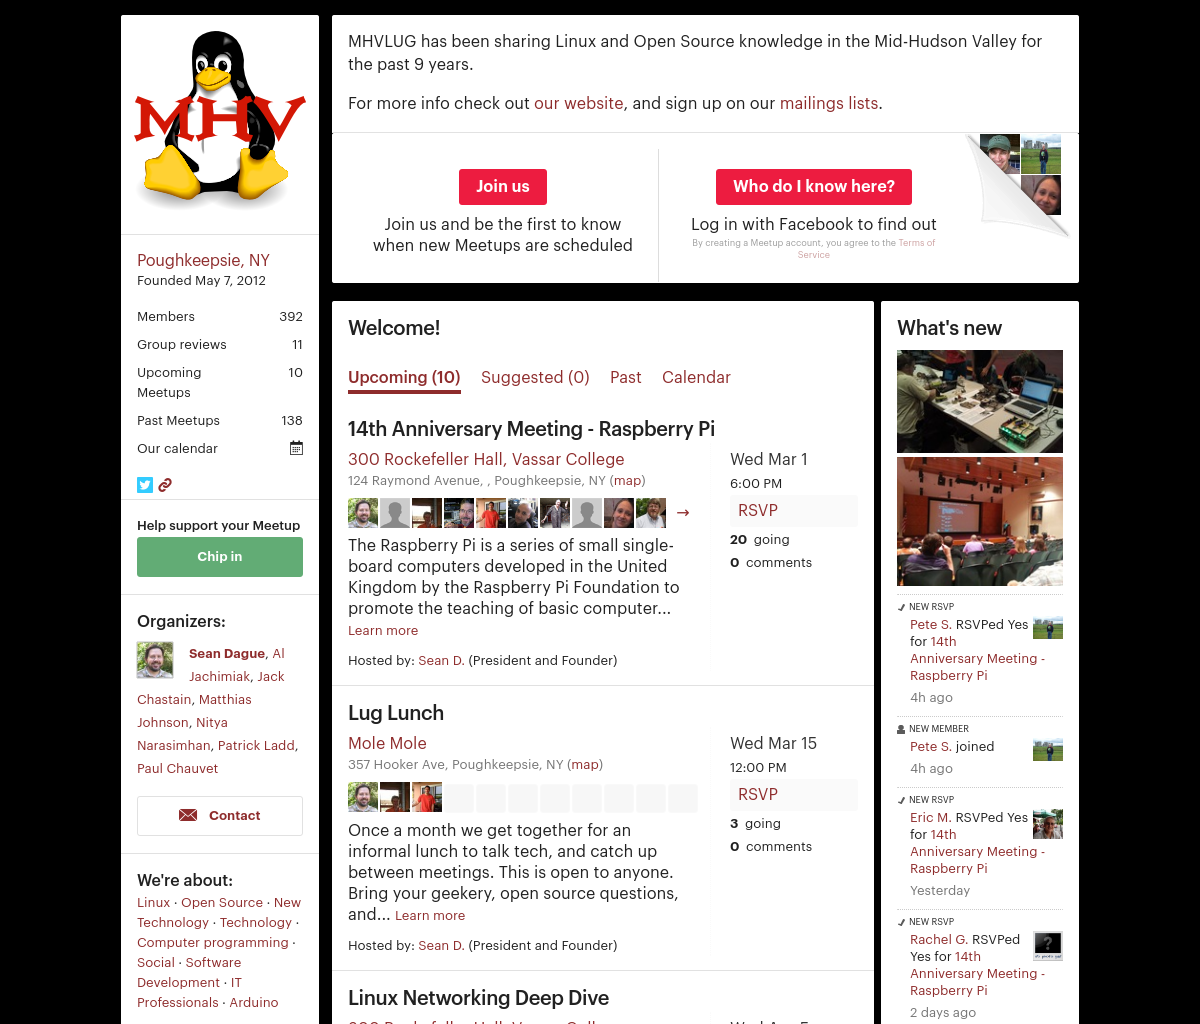 MHV
Poughkeepsie, NY
Founded May 7, 2012
Members 392
Group reviews 11
Upcoming 10
Meetups
Past Meetups 138
Our calendar
Help support your Meetup
Chip in
Organizers:
Sean Dague, Al
Jachimiak, Jack
Chastain, Matthias
Johnson, Nitya
Narasimhan, Patrick Ladd,
Paul Chauvet
Contact
We're about:
Linux · Open Source · New
Technology · Technology ·
Computer programming ·
Social · Software
Development · IT
Professionals · Arduino
MHVLUG has been sharing Linux and Open Source knowledge in the Mid-Hudson Valley for
the past 9 years.
For more info check out our website, and sign up on our mailings lists.
Join us
Join us and be the first to know
when new Meetups are scheduled
Who do I know here?
Log in with Facebook to find out
By creating a Meetup account, you agree to the Terms of
Service
Welcome!
Upcoming (10) Suggested (0) Past Calendar
14th Anniversary Meeting - Raspberry Pi
300 Rockefeller Hall, Vassar College
124 Raymond Avenue, , Poughkeepsie, NY (map)
→
The Raspberry Pi is a series of small single-
board computers developed in the United
Kingdom by the Raspberry Pi Foundation to
promote the teaching of basic computer...
Learn more
Hosted by: Sean D. (President and Founder)
Wed Mar 1
6:00 PM
RSVP
20 going
0 comments
Lug Lunch
Mole Mole
357 Hooker Ave, Poughkeepsie, NY (map)
Once a month we get together for an
informal lunch to talk tech, and catch up
between meetings. This is open to anyone.
Bring your geekery, open source questions,
and... Learn more
Hosted by: Sean D. (President and Founder)
Wed Mar 15
12:00 PM
RSVP
3 going
0 comments
Linux Networking Deep Dive
What's new
NEW RSVP
Pete S. RSVPed Yes
for 14th
Anniversary Meeting -
Raspberry Pi
4h ago
NEW MEMBER
Pete S. joined
4h ago
NEW RSVP
Eric M. RSVPed Yes
for 14th
Anniversary Meeting -
Raspberry Pi
Yesterday
NEW RSVP
Rachel G. RSVPed
Yes for 14th
Anniversary Meeting -
Raspberry Pi
2 days ago